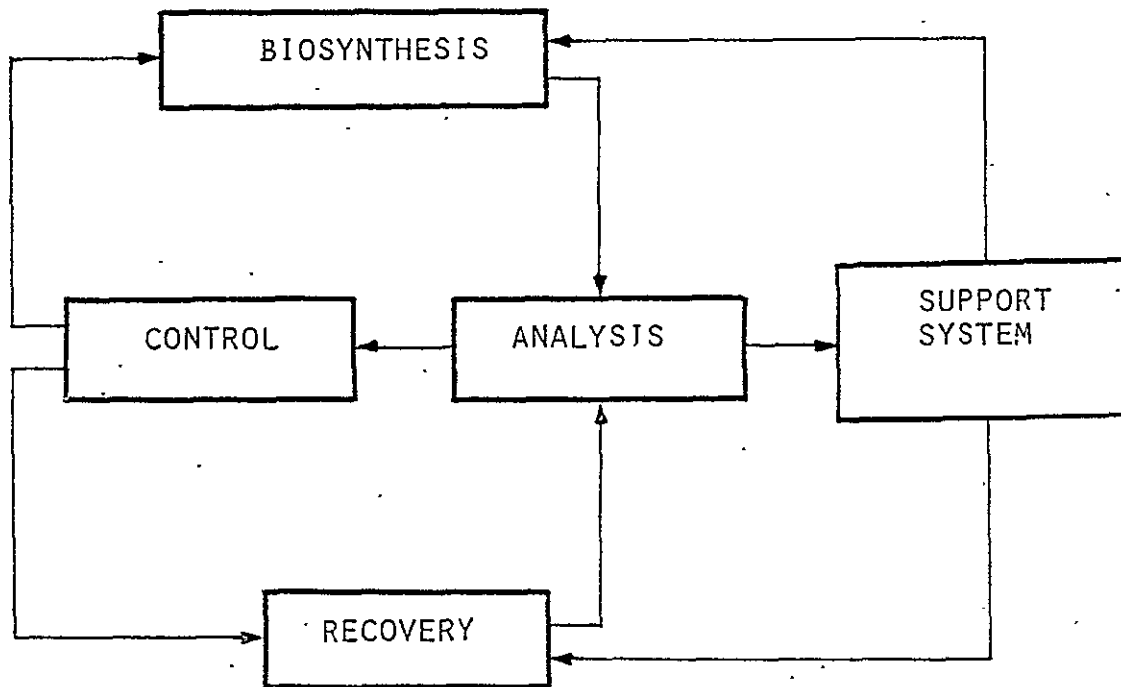 BIOSYNTHESIS
CONTROL
ANALYSIS
SUPPORT
SYSTEM
RECOVERY